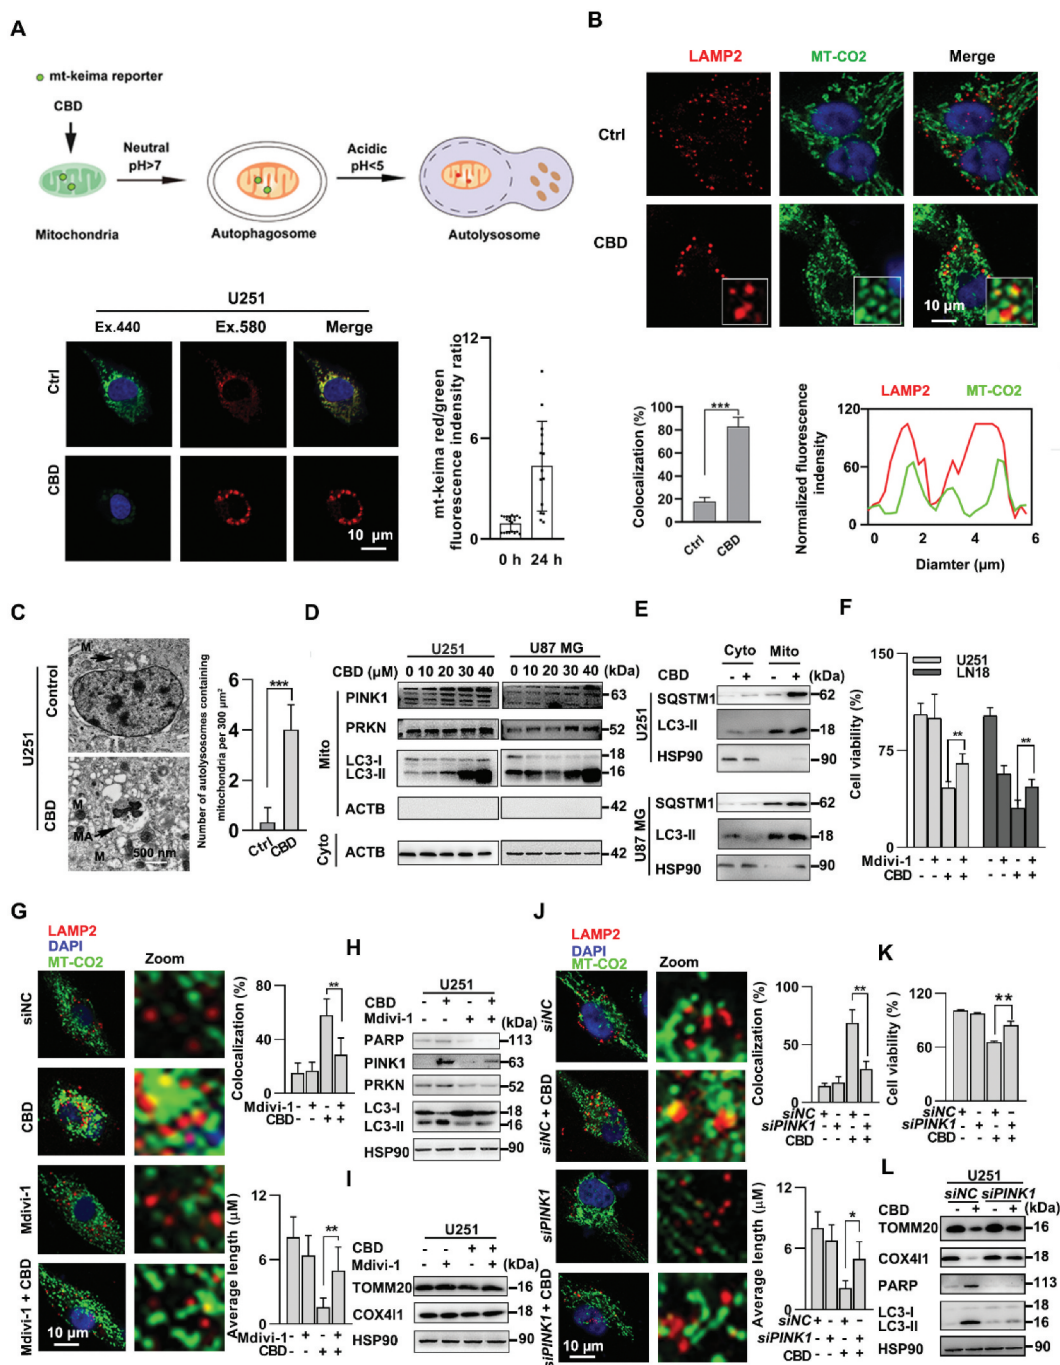 A
mt-keima reporter
CBD
Neutral
pH>7
Acidic
pH<5
Mitochondria
Autophagosome
Autolysosome
U251
Ex.440
Ex.580
Merge
Ctrl
CBD
10 µm
mt-keima red/green
fluorescence indensity ratio
12
6
0
0 h
24 h
B
LAMP2
MT-CO2
Merge
Ctrl
CBD
10 µm
Colocalization (%)
100
80
60
40
20
0
***
Ctrl
CBD
LAMP2
MT-CO2
Normalized fluorescence
indensity
120
60
0
0 2 4 6
Diamter (µm)
C
U251
Control
CBD
M
M
MA
M
500 nm
Number of autolysosomes containing
mitochondria per 300 µm²
6
4
2
0
***
Ctrl
CBD
D
U251
U87 MG
CBD (µM) 0 10 20 30 40 0 10 20 30 40 (kDa)
Mito
PINK1
63
PRKN
52
LC3-I
18
LC3-II
16
ACTB
42
Cyto
ACTB
42
E
Cyto Mito
CBD - + - + (kDa)
U251
SQSTM1
62
LC3-II
18
HSP90
90
U87 MG
SQSTM1
62
LC3-II
18
HSP90
90
F
U251
LN18
Cell viability (%)
150
75
0
**
**
Mdivi-1 - + - + - + - +
CBD - - + + - - + +
G
LAMP2
DAPI
MT-CO2
Zoom
siNC
CBD
Mdivi-1
Mdivi-1 + CBD
10 µm
Colocalization (%)
80
40
0
**
Mdivi-1 - + - +
CBD - - + +
Average length (µM)
12
6
0
**
Mdivi-1 - + - +
CBD - - + +
H
U251
CBD - + - +
Mdivi-1 - - + + (kDa)
PARP
113
PINK1
63
PRKN
52
LC3-I
18
LC3-II
16
HSP90
90
I
U251
CBD - - + +
Mdivi-1 - + - + (kDa)
TOMM20
16
COX4I1
18
HSP90
90
J
LAMP2
DAPI
MT-CO2
Zoom
siNC
siNC + CBD
siPINK1
siPINK1 + CBD
10 µm
Colocalization (%)
100
50
0
**
siNC + - + -
siPINK1 - + - +
CBD - - + +
Average length (µM)
12
6
0
*
siNC + - + -
siPINK1 - + - +
CBD - - + +
K
Cell viability (% )
120
60
0
**
siNC + - + -
siPINK1 - + - +
CBD - - + +
L
U251
siNC siPINK1
CBD - + - + (kDa)
TOMM20
16
COX4I1
18
PARP
113
LC3-I
18
LC3-II
16
HSP90
90